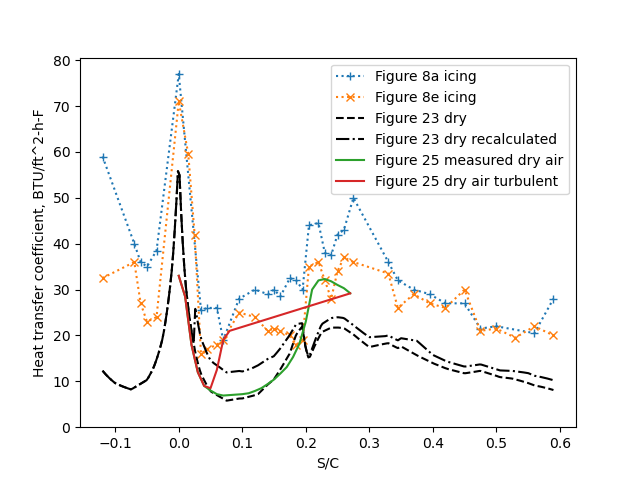 Heat transfer coefficient, BTU/ft^2-h-F
80
70
60
50
40
30
20
10
0
Figure 8a icing
Figure 8e icing
Figure 23 dry
Figure 23 dry recalculated
Figure 25 measured dry air
Figure 25 dry air turbulent
−0.1 0.0 0.1 0.2 0.3 0.4 0.5 0.6
S/C